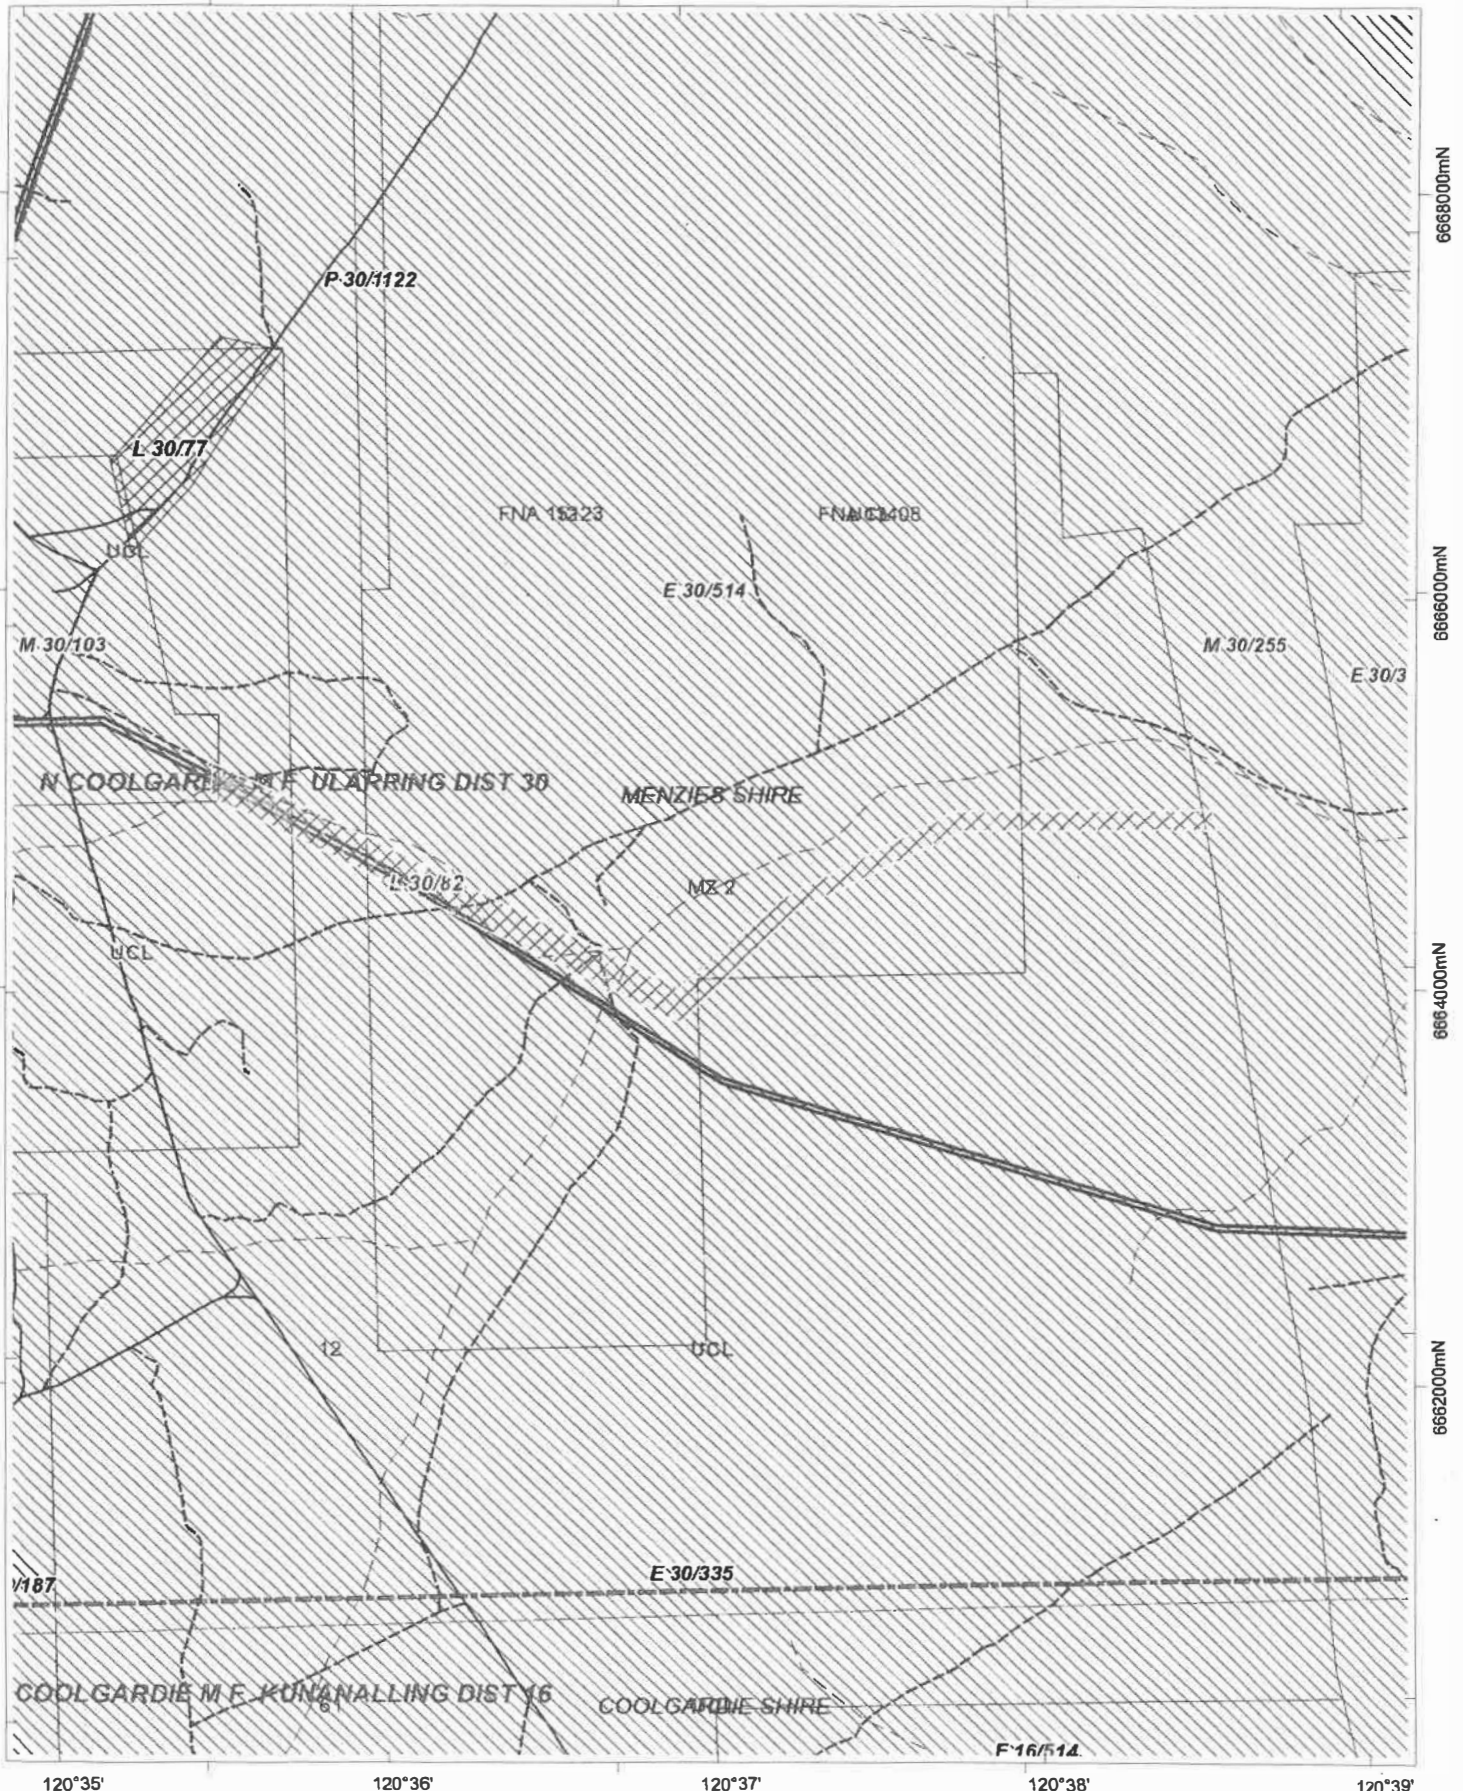 6668000mN
P 30/1122
L 30/77
FNA 15123
UCL
E 30/514
6666000mN
M 30/103
M 30/255
E 30/3
N COOLGARDIE M F ULARRING DIST 30
MENZIES SHIRE
L 30/82
MZ 2
UCL
6664000mN
12
UCL
6662000mN
/187
E 30/335
COOLGARDIE M F KUNANALLING DIST 16
61
COOLGARDIE SHIRE
E 16/514
120°35'
120°36'
120°37'
120°38'
120°39'